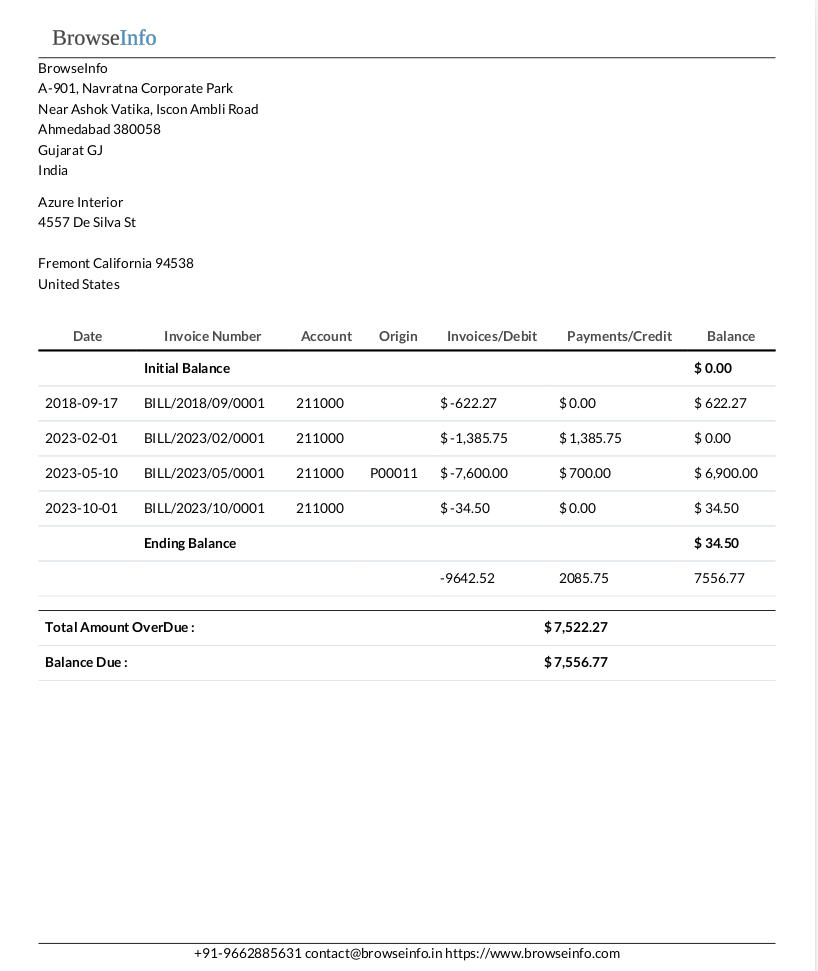 BrowseInfo
BrowseInfo
A-901, Navratna Corporate Park
Near Ashok Vatika, Iscon Ambli Road
Ahmedabad 380058
Gujarat GJ
India
Azure Interior
4557 De Silva St
Fremont California 94538
United States
Date Invoice Number Account Origin Invoices/Debit Payments/Credit Balance
Initial Balance $ 0.00
2018-09-17 BILL/2018/09/0001 211000 $ -622.27 $ 0.00 $ 622.27
2023-02-01 BILL/2023/02/0001 211000 $ -1,385.75 $ 1,385.75 $ 0.00
2023-05-10 BILL/2023/05/0001 211000 P00011 $ -7,600.00 $ 700.00 $ 6,900.00
2023-10-01 BILL/2023/10/0001 211000 $ -34.50 $ 0.00 $ 34.50
Ending Balance $ 34.50
-9642.52 2085.75 7556.77
Total Amount OverDue : $ 7,522.27
Balance Due : $ 7,556.77
+91-9662885631 contact@browseinfo.in https://www.browseinfo.com